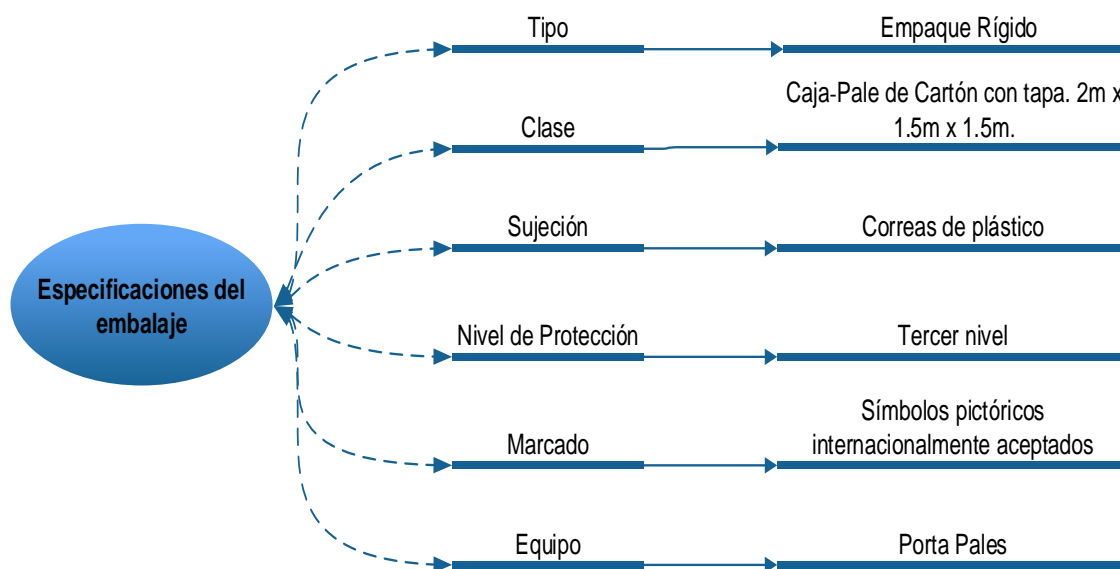 Tipo
Empaque Rígido
Caja-Pale de Cartón con tapa. 2m x
1.5m x 1.5m.
Clase
Sujeción
Correas de plástico
Especificaciones del
embalaje
Nivel de Protección
Tercer nivel
Símbolos pictóricos
internacionalmente aceptados
Marcado
Equipo
Porta Pales